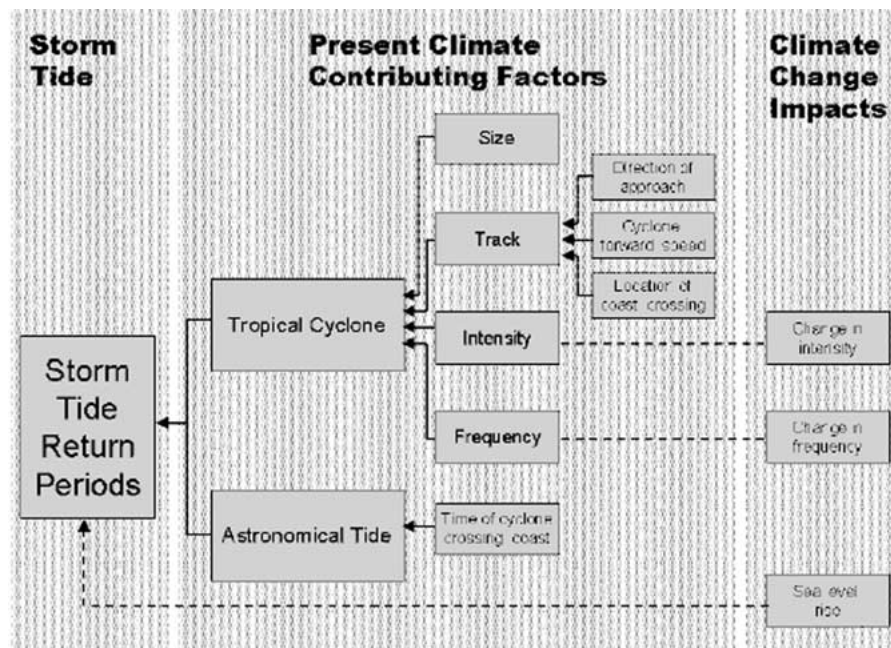 Storm
Tide
Present Climate
Contributing Factors
Climate
Change
Impacts
Size
Direction of
approach
Track
Cyclone
forward speed
Location of
coast crossing
Tropical Cyclone
Intensity
Change in
intensity
Storm
Tide
Return
Periods
Frequency
Change in
frequency
Astronomical Tide
Time of cyclone
crossing coast
Sea level
rise